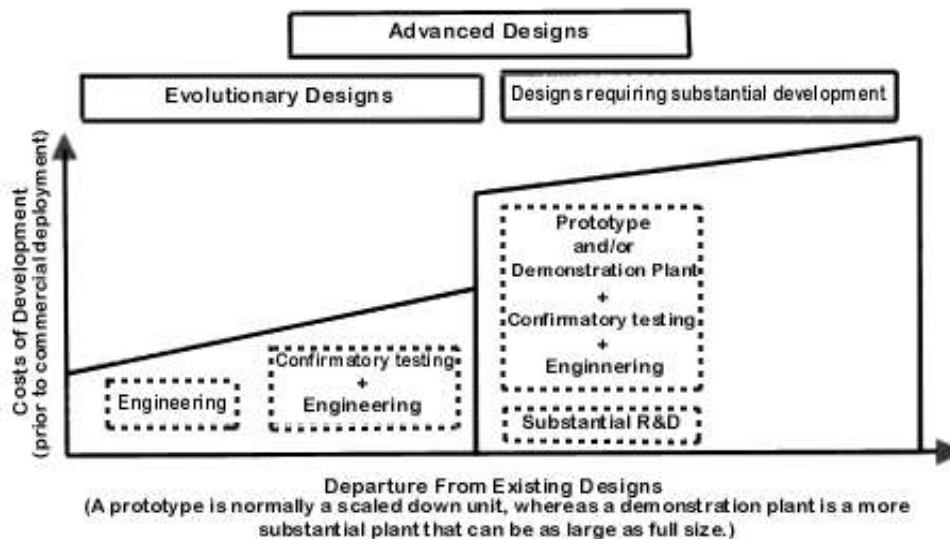 Advanced Designs
Evolutionary Designs
Designs requiring substantial development
Costs of Development
(prior to commercial deployment)
Engineering
Confirmatory testing
+
Engineering
Prototype
and/or
Demonstration Plant
+
Confirmatory testing
+
Enginnering
Substantial R&D
Departure From Existing Designs
(A prototype is normally a scaled down unit, whereas a demonstration plant is a more
substantial plant that can be as large as full size.)